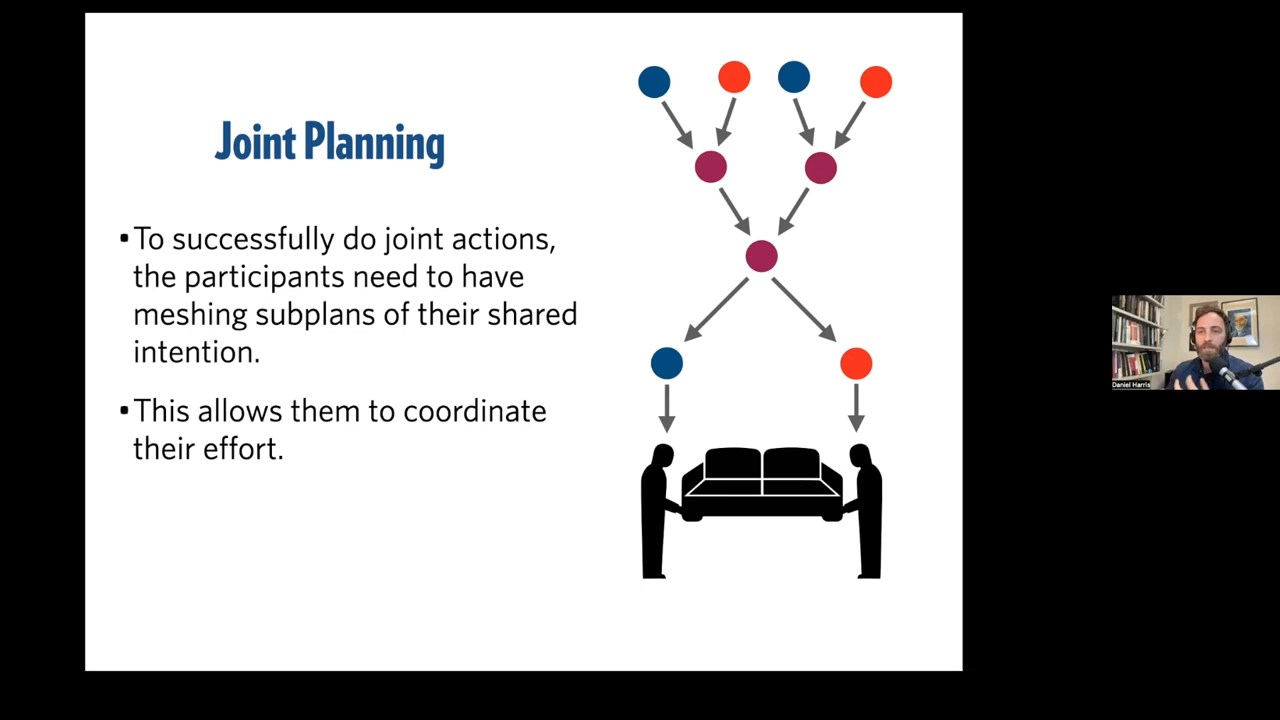 Joint Planning
•To successfully do joint actions,
the participants need to have
meshing subplans of their shared
intention.
•This allows them to coordinate
their effort.
Daniel Harris